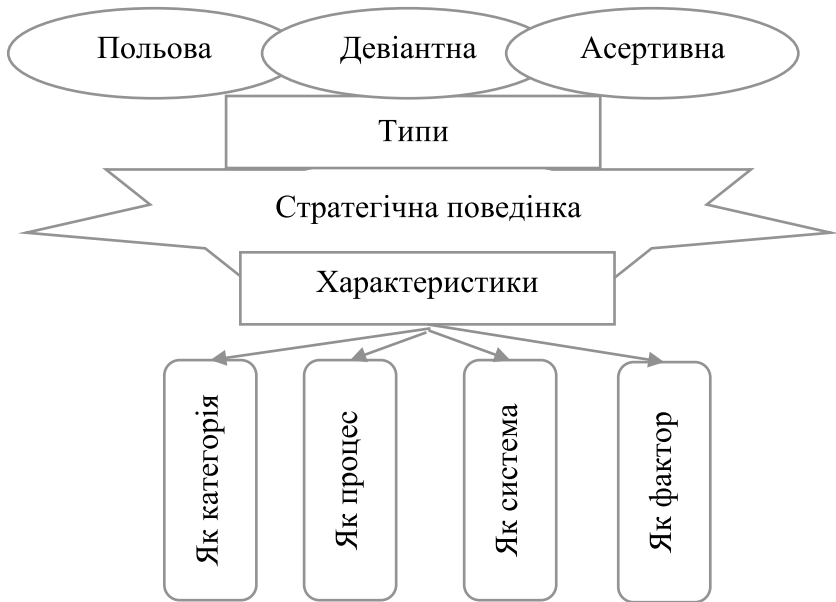 Польова
Девіантна
Асертивна
Типи
Стратегічна поведінка
Характеристики
Як категорія
Як процес
Як система
Як фактор